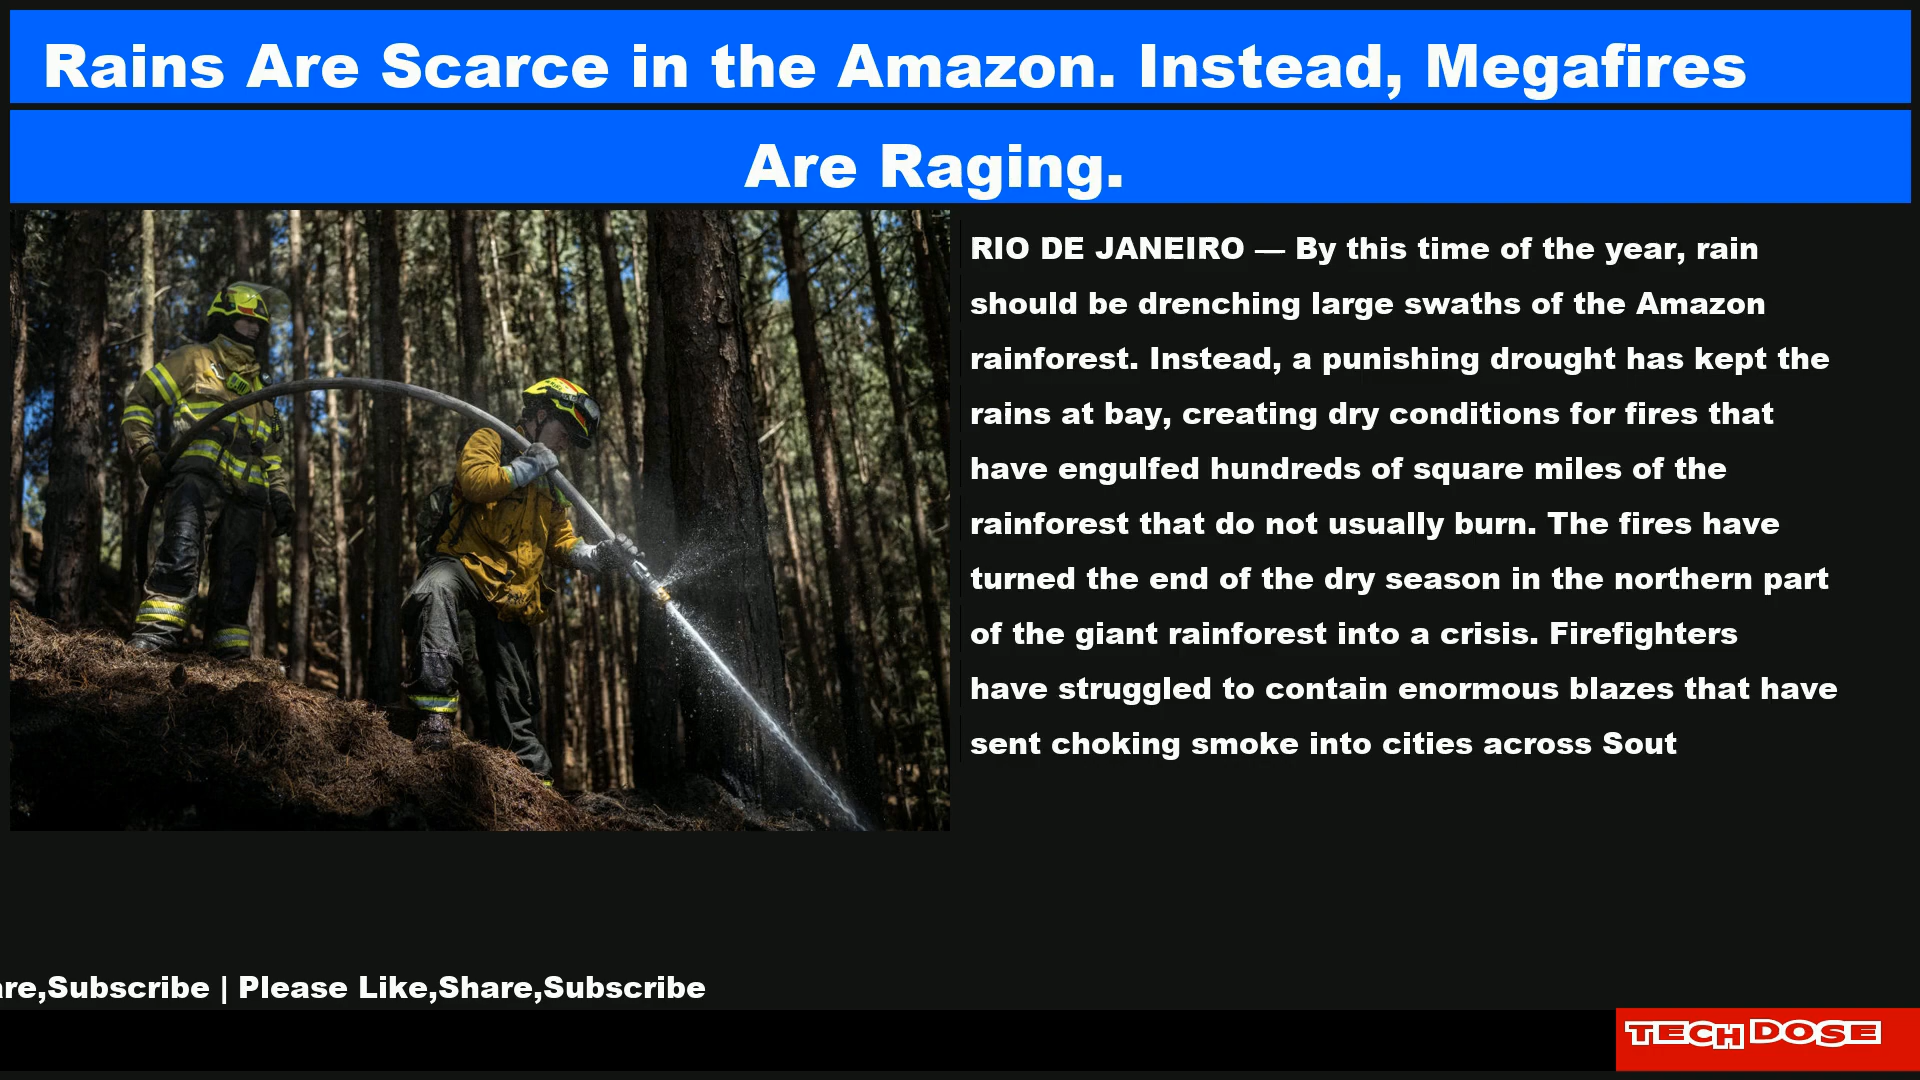 Rains Are Scarce in the Amazon. Instead, Megafires
Are Raging.
RIO DE JANEIRO — By this time of the year, rain
should be drenching large swaths of the Amazon
rainforest. Instead, a punishing drought has kept the
rains at bay, creating dry conditions for fires that
have engulfed hundreds of square miles of the
rainforest that do not usually burn. The fires have
turned the end of the dry season in the northern part
of the giant rainforest into a crisis. Firefighters
have struggled to contain enormous blazes that have
sent choking smoke into cities across Sout
are,Subscribe | Please Like,Share,Subscribe
TECH DOSE